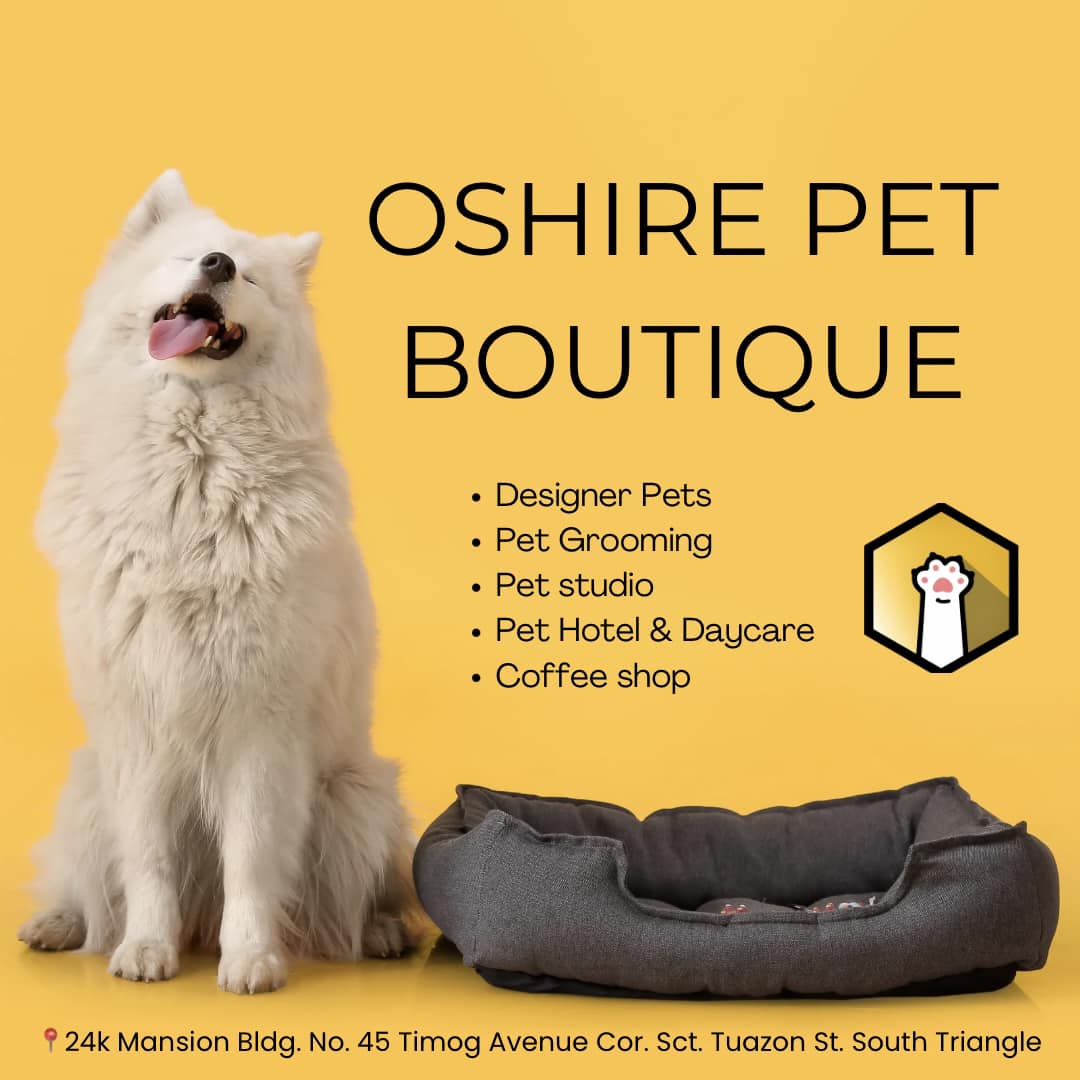 OSHIRE PET
BOUTIQUE
• Designer Pets
• Pet Grooming
• Pet studio
• Pet Hotel & Daycare
• Coffee shop
📍24k Mansion Bldg. No. 45 Timog Avenue Cor. Sct. Tuazon St. South Triangle